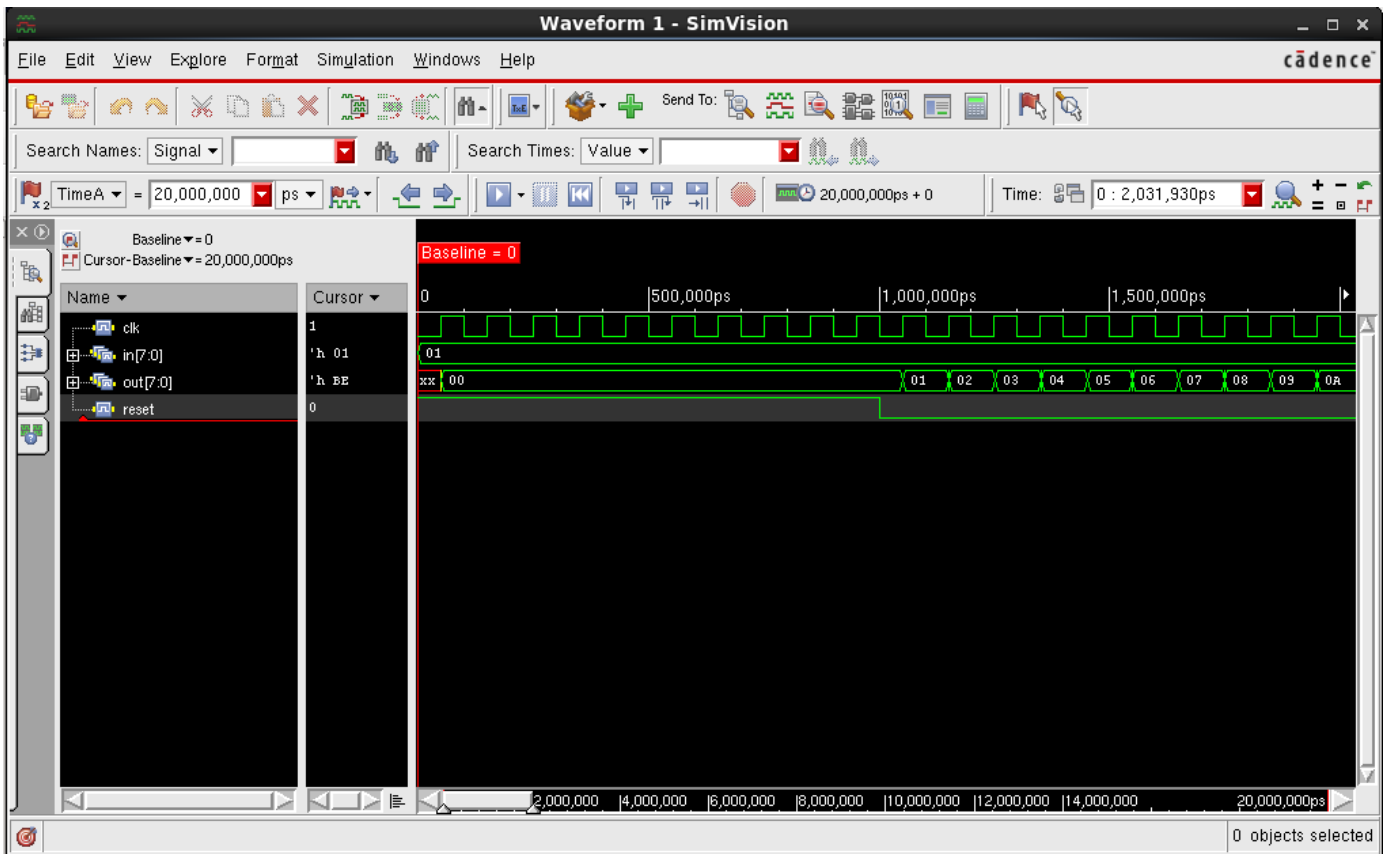 Waveform 1 - SimVision
File Edit View Explore Format Simulation Windows Help cādence™
Send To:
Search Names: Signal Search Times: Value
x2 TimeA = 20,000,000 ps 20,000,000ps + 0 Time: 0 : 2,031,930ps
Baseline = 0
Cursor-Baseline = 20,000,000ps
Baseline = 0
Name Cursor 0 500,000ps 1,000,000ps 1,500,000ps
clk 1
in[7:0] 'h 01 01
out[7:0] 'h BE xx 00 01 02 03 04 05 06 07 08 09 0A
reset 0
2,000,000 4,000,000 6,000,000 8,000,000 10,000,000 12,000,000 14,000,000 20,000,000ps
0 objects selected